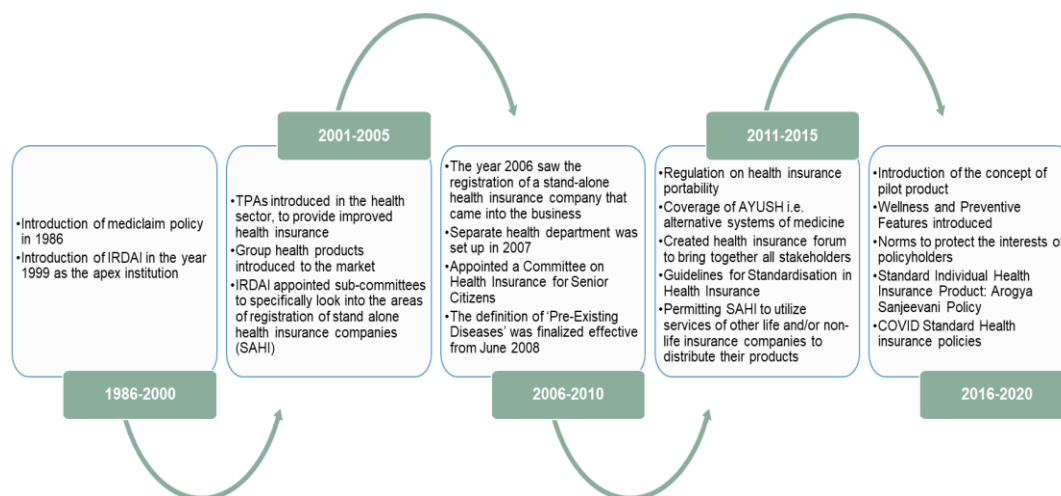 1986-2000
•Introduction of mediclaim policy
in 1986
•Introduction of IRDAI in the year
1999 as the apex institution
2001-2005
•TPAs introduced in the health
sector, to provide improved
health insurance
•Group health products
introduced to the market
•IRDAI appointed sub-committees
to specifically look into the areas
of registration of stand alone
health insurance companies
(SAHI)
2006-2010
•The year 2006 saw the
registration of a stand-alone
health insurance company that
came into the business
•Separate health department was
set up in 2007
•Appointed a Committee on
Health Insurance for Senior
Citizens
•The definition of ‘Pre-Existing
Diseases’ was finalized effective
from June 2008
2011-2015
•Regulation on health insurance
portability
•Coverage of AYUSH i.e.
alternative systems of medicine
•Created health insurance forum
to bring together all stakeholders
•Guidelines for Standardisation in
Health Insurance
•Permitting SAHI to utilize
services of other life and/or non-
life insurance companies to
distribute their products
2016-2020
•Introduction of the concept of
pilot product
•Wellness and Preventive
Features introduced
•Norms to protect the interests of
policyholders
•Standard Individual Health
Insurance Product: Arogya
Sanjeevani Policy
•COVID Standard Health
insurance policies